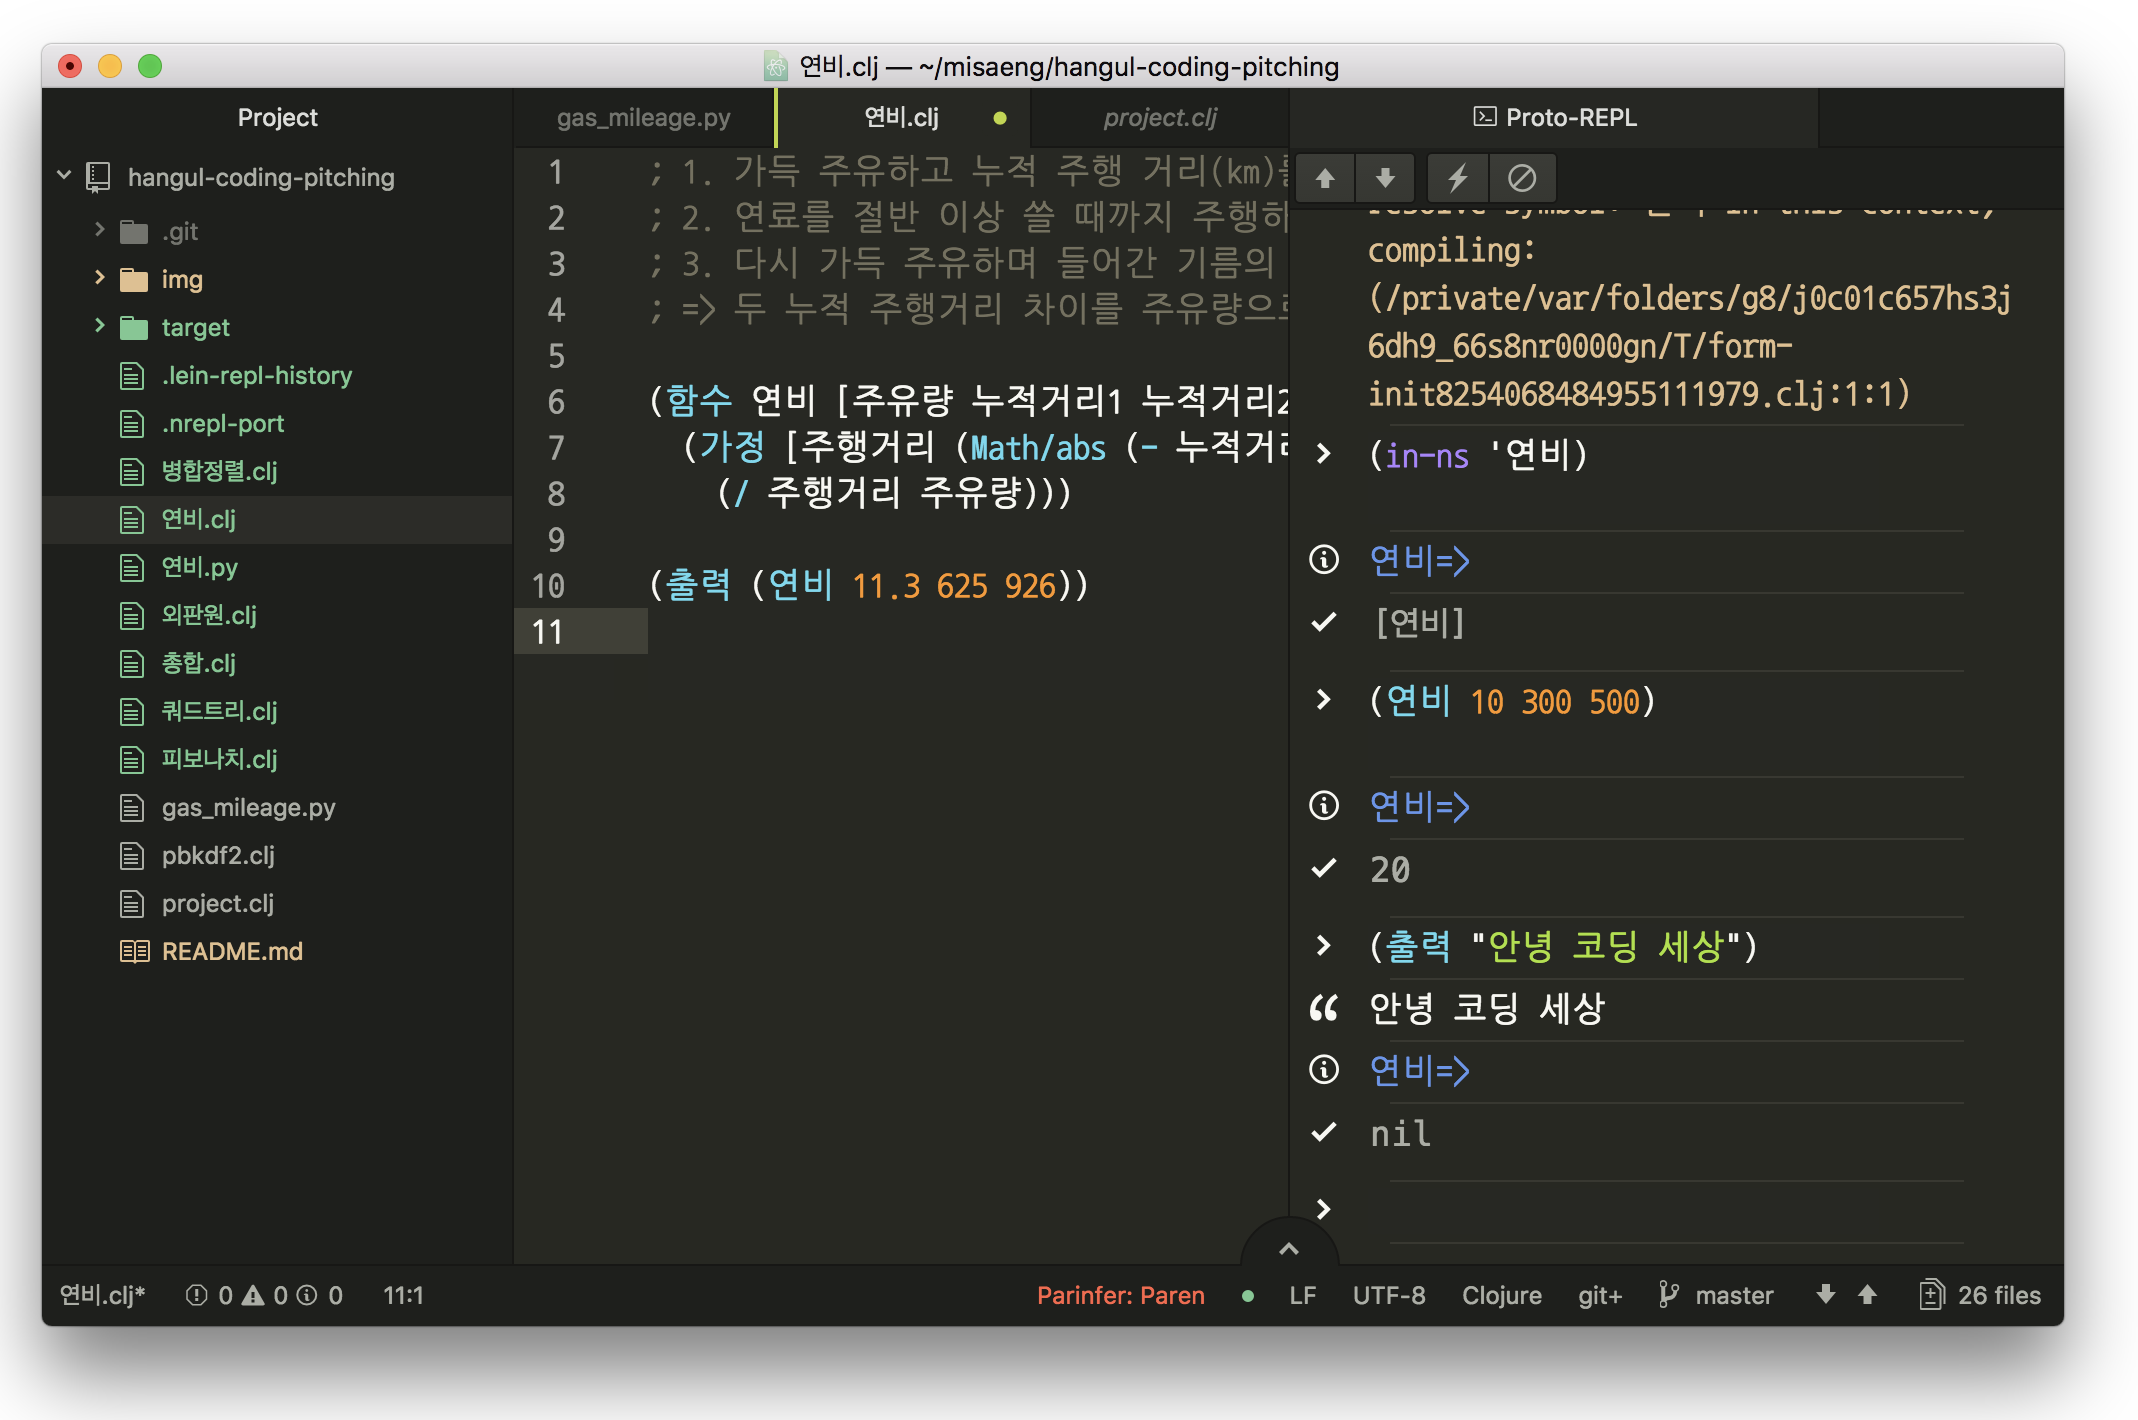 연비.clj — ~/misaeng/hangul-coding-pitching
Project
hangul-coding-pitching
.git
img
target
.lein-repl-history
.nrepl-port
병합정렬.clj
연비.clj
연비.py
외판원.clj
총합.clj
쿼드트리.clj
피보나치.clj
gas_mileage.py
pbkdf2.clj
project.clj
README.md
gas_mileage.py
연비.clj
project.clj
1 ; 1. 가득 주유하고 누적 주행 거리(km)를
2 ; 2. 연료를 절반 이상 쓸 때까지 주행하
3 ; 3. 다시 가득 주유하며 들어간 기름의
4 ; => 두 누적 주행거리 차이를 주유량으로
5
6 (함수 연비 [주유량 누적거리1 누적거리2
7 (가정 [주행거리 (Math/abs (- 누적거리
8 (/ 주행거리 주유량)))
9
10 (출력 (연비 11.3 625 926))
11
Proto-REPL
in this context)
compiling:
(/private/var/folders/g8/j0c01c657hs3j
6dh9_66s8nr0000gn/T/form-
init8254068484955111979.clj:1:1)
(in-ns '연비)
연비=>
[연비]
(연비 10 300 500)
연비=>
20
(출력 "안녕 코딩 세상")
안녕 코딩 세상
연비=>
nil
연비.clj* 0 0 0 11:1 Parinfer: Paren LF UTF-8 Clojure git+ master 26 files